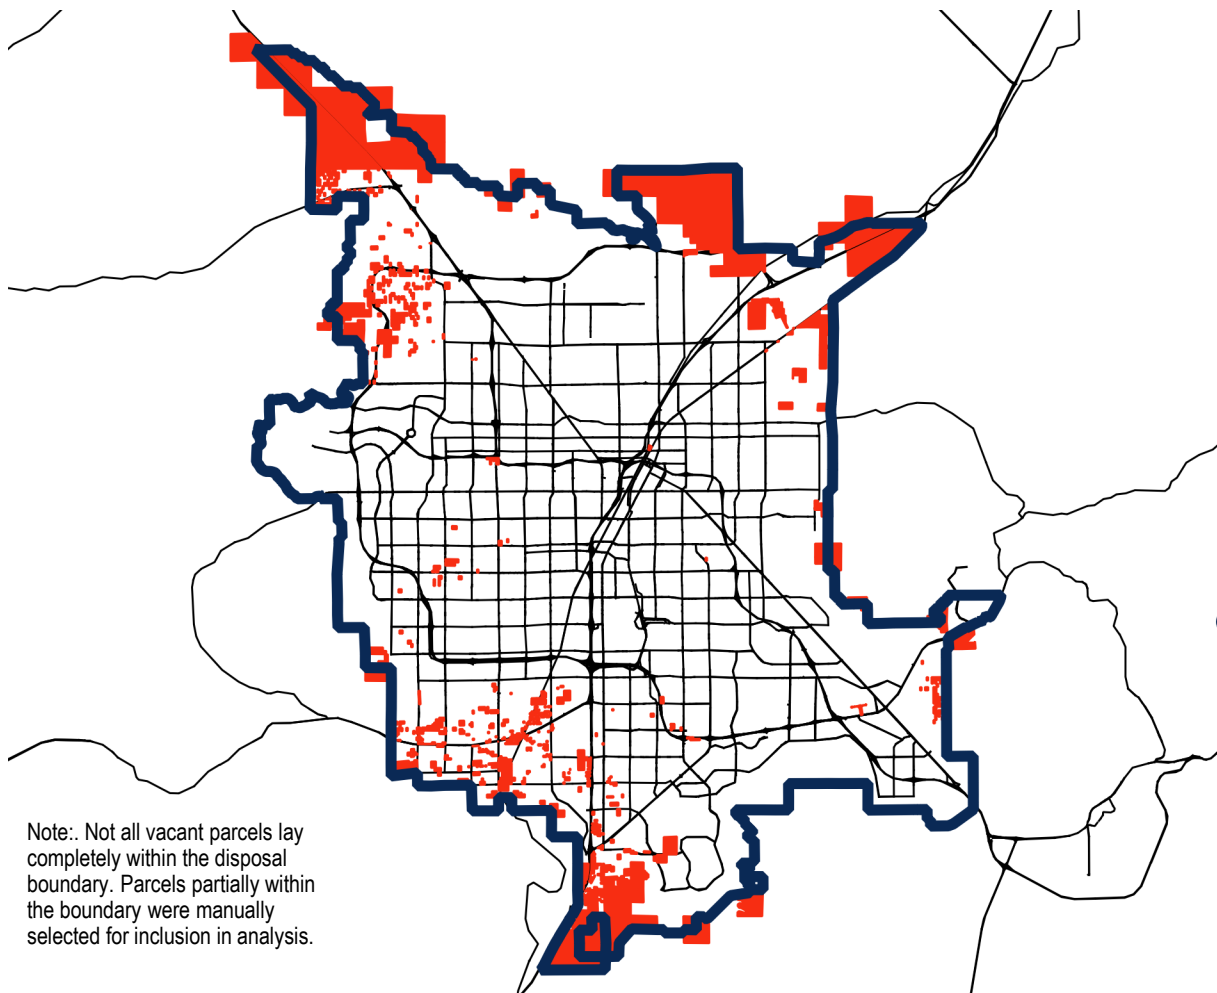 Note:. Not all vacant parcels lay
completely within the disposal
boundary. Parcels partially within
the boundary were manually
selected for inclusion in analysis.